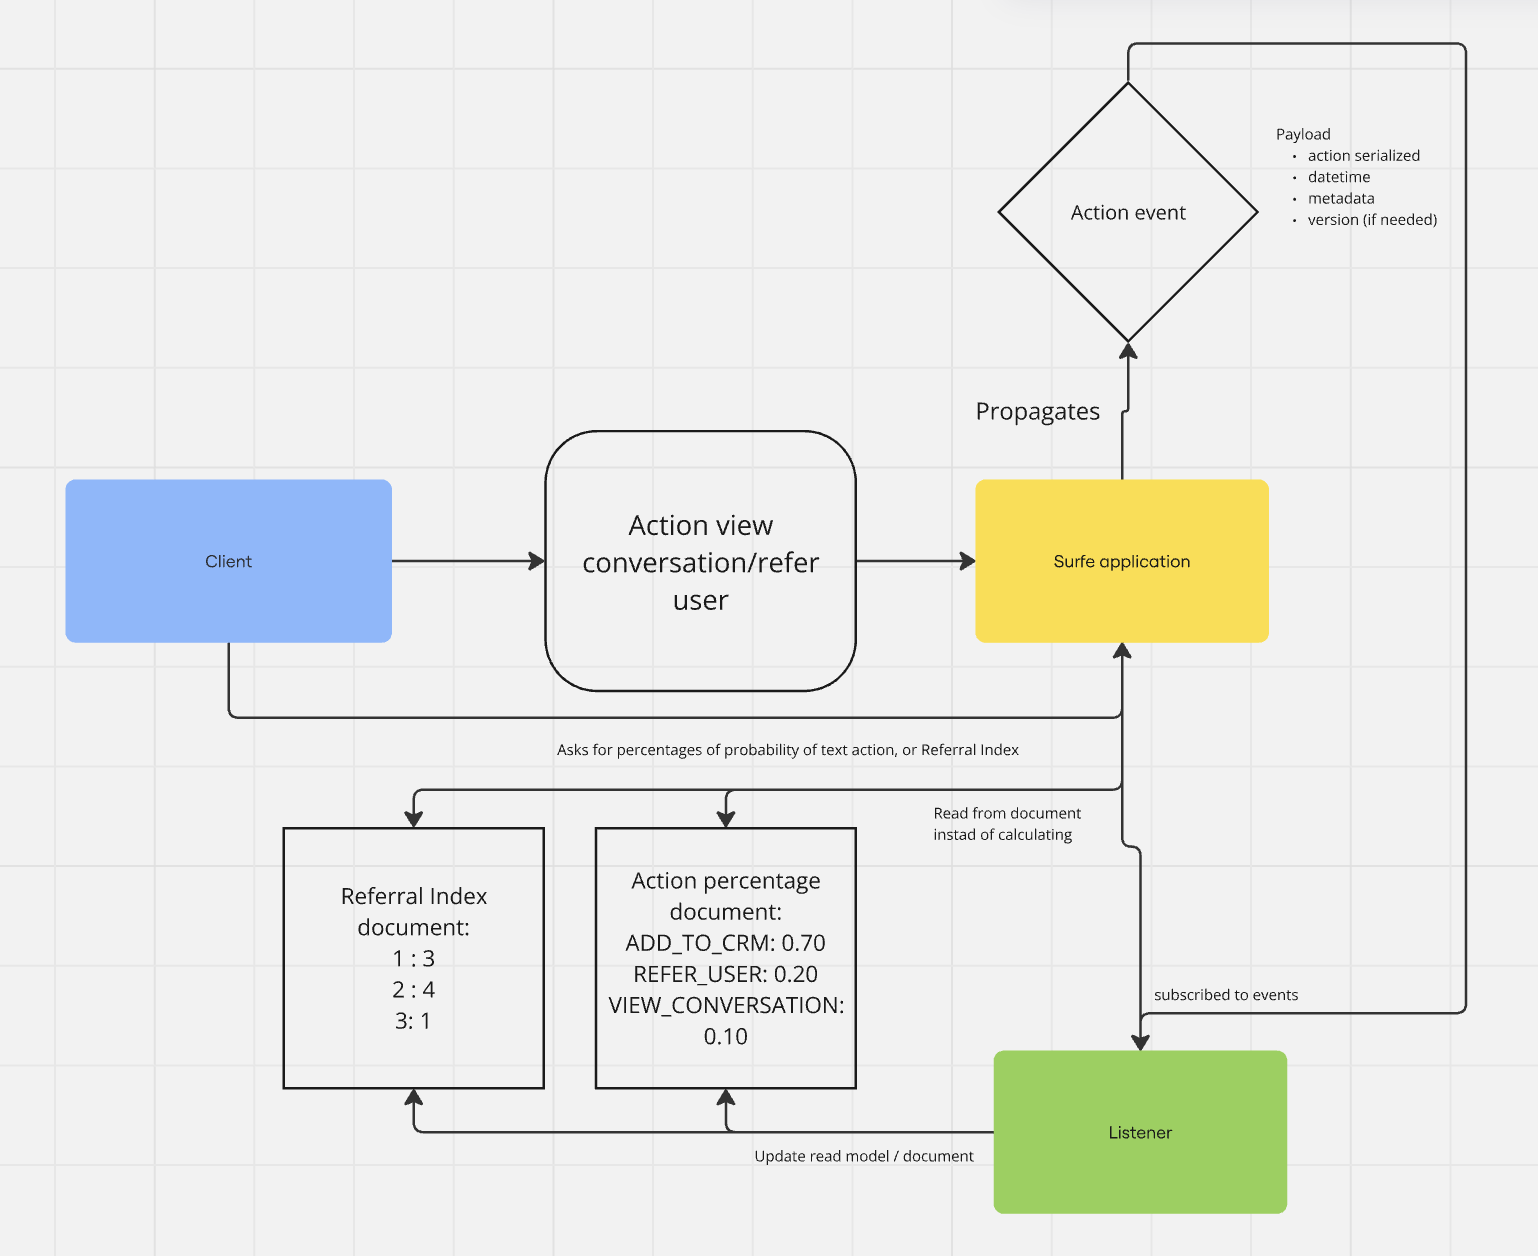 Payload
• action serialized
• datetime
• metadata
• version (if needed)
Action event
Propagates
Client
Action view
conversation/refer
user
Surfe application
Asks for percentages of probability of text action, or Referral Index
Read from document
instad of calculating
Referral Index
document:
1 : 3
2 : 4
3: 1
Action percentage
document:
ADD_TO_CRM: 0.70
REFER_USER: 0.20
VIEW_CONVERSATION:
0.10
subscribed to events
Listener
Update read model / document